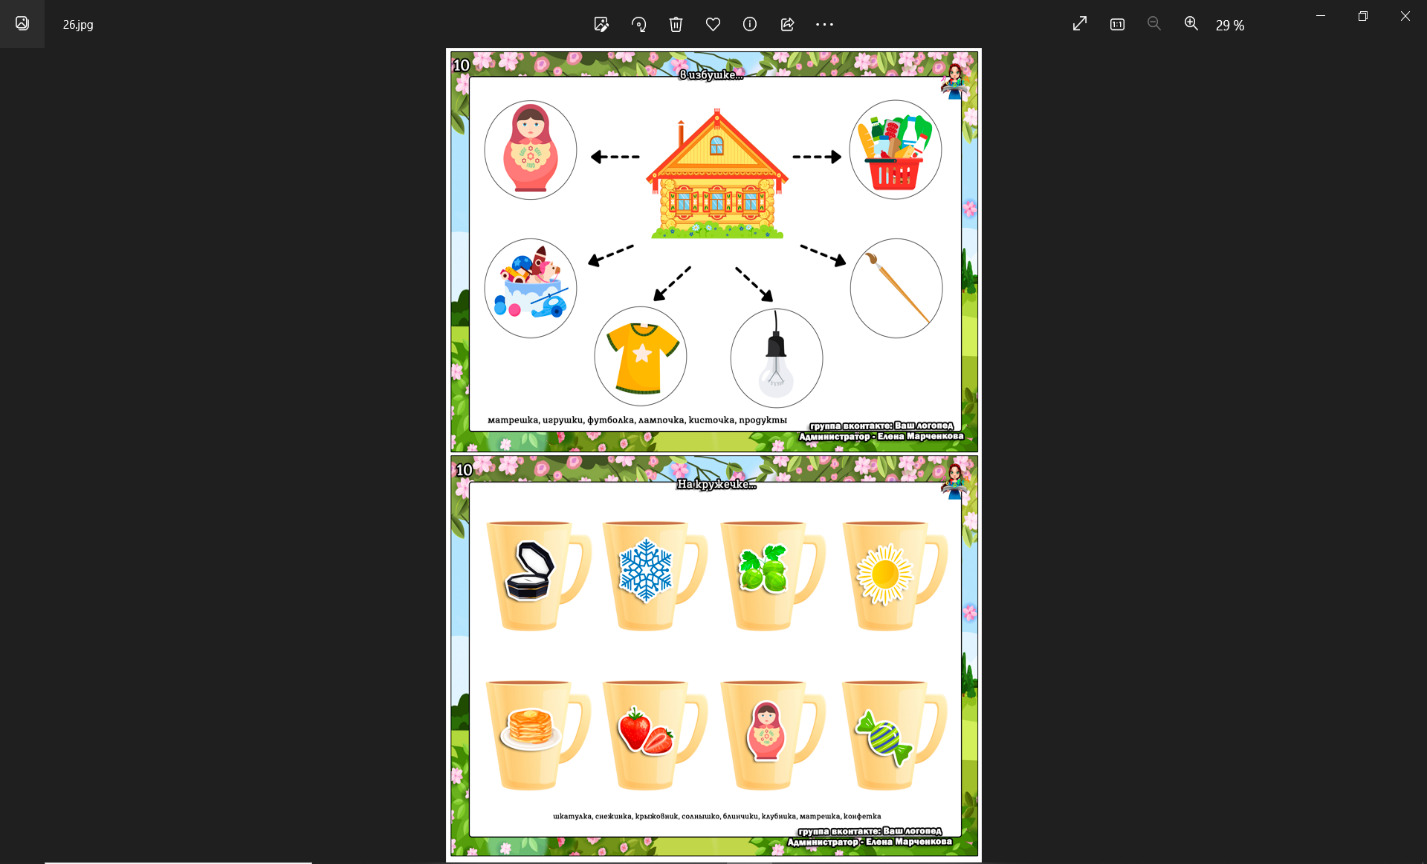 26.jpg
29 %
10
В избушке...
матрешка, игрушки, футболка, лампочка, кисточка, продукты
группа вконтакте: Ваш логопед
Администратор - Елена Марченкова
10
На кружечке...
шкатулка, снежинка, крыжовник, солнышко, блинчики, клубника, матрешка, конфетка
группа вконтакте: Ваш логопед
Администратор - Елена Марченкова